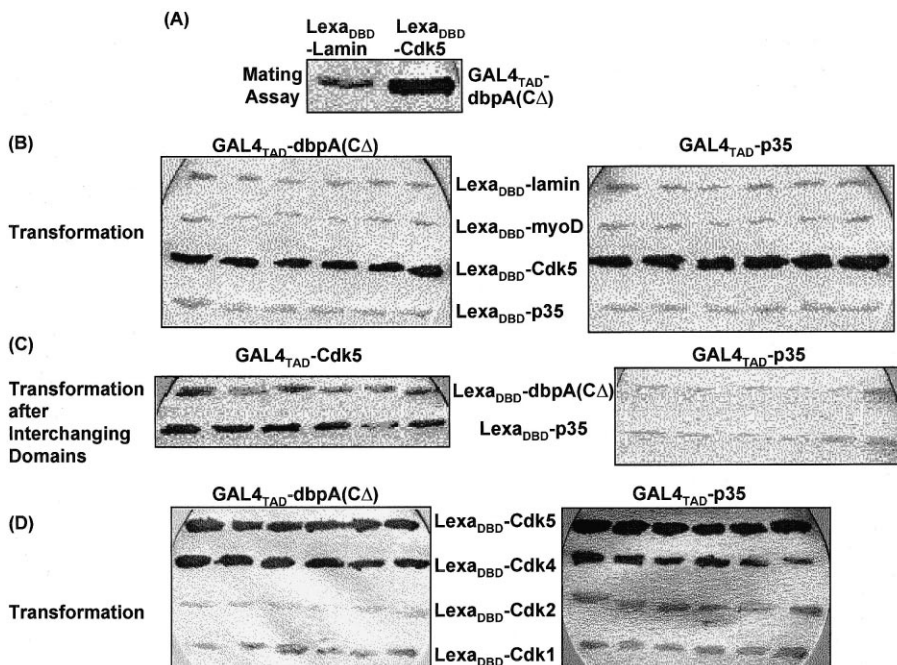 (A)
Lexa_DBD Lexa_DBD
-Lamin -Cdk5
Mating
Assay
GAL4_TAD-
dbpA(CΔ)
(B)
GAL4_TAD-dbpA(CΔ) GAL4_TAD-p35
Transformation
Lexa_DBD-lamin
Lexa_DBD-myoD
Lexa_DBD-Cdk5
Lexa_DBD-p35
(C)
GAL4_TAD-Cdk5 GAL4_TAD-p35
Transformation
after
Interchanging
Domains
Lexa_DBD-dbpA(CΔ)
Lexa_DBD-p35
GAL4_TAD-dbpA(CΔ) GAL4_TAD-p35
(D)
Transformation
Lexa_DBD-Cdk5
Lexa_DBD-Cdk4
Lexa_DBD-Cdk2
Lexa_DBD-Cdk1